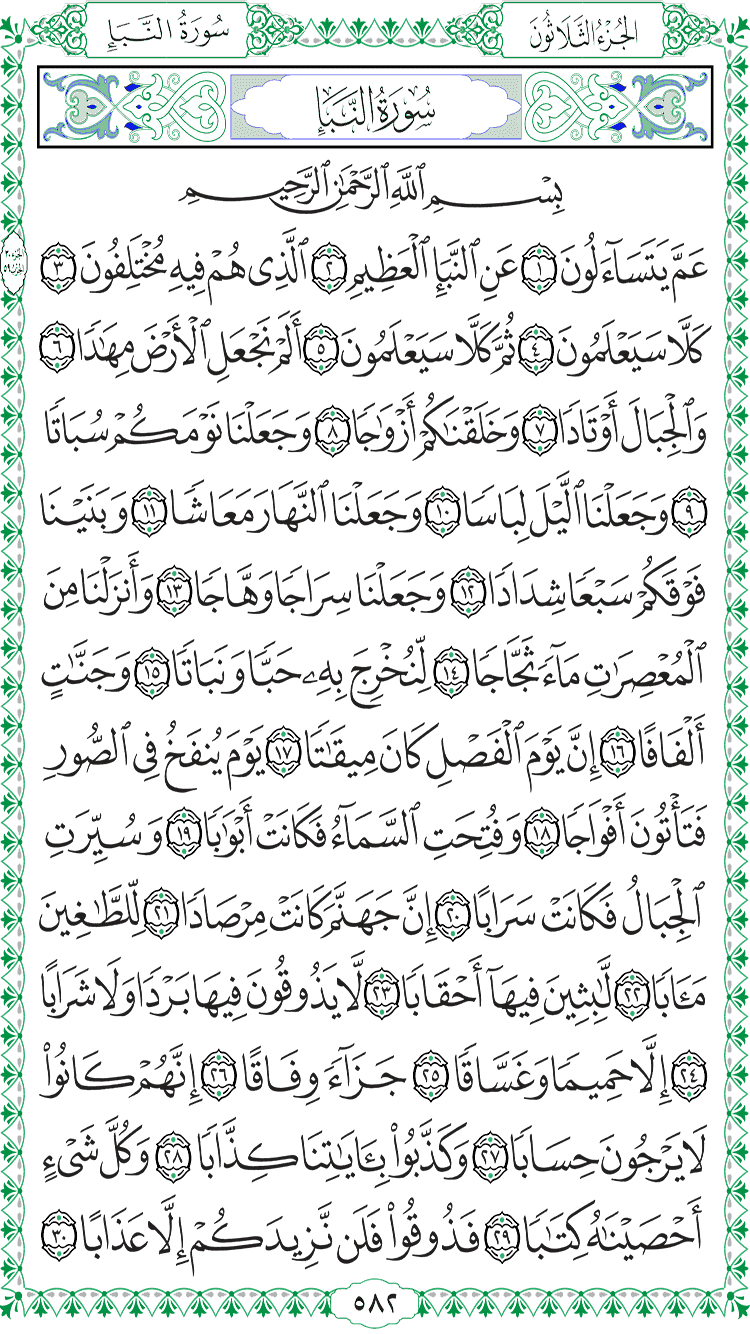 الجُزْءُ الثَّلَاثُونَ
سُورَةُ النَّبَإِ
سُورَةُ النَّبَإِ
بِسْمِ ٱللَّهِ ٱلرَّحْمَٰنِ ٱلرَّحِيمِ
عَمَّ يَتَسَآءَلُونَ ١ عَنِ ٱلنَّبَإِ ٱلْعَظِيمِ ٢ ٱلَّذِى هُمْ فِيهِ مُخْتَلِفُونَ ٣
كَلَّا سَيَعْلَمُونَ ٤ ثُمَّ كَلَّا سَيَعْلَمُونَ ٥ أَلَمْ نَجْعَلِ ٱلْأَرْضَ مِهَٰدًا ٦
وَٱلْجِبَالَ أَوْتَادًا ٧ وَخَلَقْنَٰكُمْ أَزْوَٰجًا ٨ وَجَعَلْنَا نَوْمَكُمْ سُبَاتًا
٩ وَجَعَلْنَا ٱلَّيْلَ لِبَاسًا ١٠ وَجَعَلْنَا ٱلنَّهَارَ مَعَاشًا ١١ وَبَنَيْنَا
فَوْقَكُمْ سَبْعًا شِدَادًا ١٢ وَجَعَلْنَا سِرَاجًا وَهَّاجًا ١٣ وَأَنزَلْنَا مِنَ
ٱلْمُعْصِرَٰتِ مَآءً ثَجَّاجًا ١٤ لِّنُخْرِجَ بِهِۦ حَبًّا وَنَبَاتًا ١٥ وَجَنَّٰتٍ
أَلْفَافًا ١٦ إِنَّ يَوْمَ ٱلْفَصْلِ كَانَ مِيقَٰتًا ١٧ يَوْمَ يُنفَخُ فِى ٱلصُّورِ
فَتَأْتُونَ أَفْوَاجًا ١٨ وَفُتِحَتِ ٱلسَّمَآءُ فَكَانَتْ أَبْوَٰبًا ١٩ وَسُيِّرَتِ
ٱلْجِبَالُ فَكَانَتْ سَرَابًا ٢٠ إِنَّ جَهَنَّمَ كَانَتْ مِرْصَادًا ٢١ لِّلطَّٰغِينَ
مَـَٔابًا ٢٢ لَّٰبِثِينَ فِيهَآ أَحْقَابًا ٢٣ لَّا يَذُوقُونَ فِيهَا بَرْدًا وَلَا شَرَابًا
٢٤ إِلَّا حَمِيمًا وَغَسَّاقًا ٢٥ جَزَآءً وِفَاقًا ٢٦ إِنَّهُمْ كَانُوا۟
لَا يَرْجُونَ حِسَابًا ٢٧ وَكَذَّبُوا۟ بِـَٔايَٰتِنَا كِذَّابًا ٢٨ وَكُلَّ شَىْءٍ
أَحْصَيْنَٰهُ كِتَٰبًا ٢٩ فَذُوقُوا۟ فَلَن نَّزِيدَكُمْ إِلَّا عَذَابًا ٣٠
٥٨٢